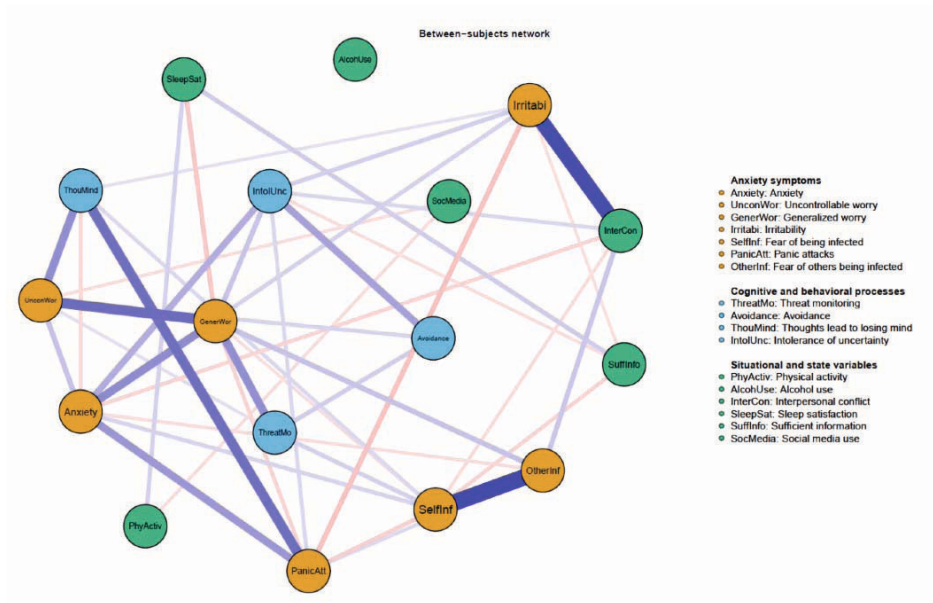 Between-subjects network
AlcohUse
SleepSat
Irritabi
ThouMind
IntolUnc
SocMedia
InterCon
UnconWor
GenerWor
Avoidance
SuffInfo
Anxiety
ThreatMo
OtherInf
SelfInf
PhyActiv
PanicAtt
Anxiety symptoms
Anxiety: Anxiety
UnconWor: Uncontrollable worry
GenerWor: Generalized worry
Irritabi: Irritability
SelfInf: Fear of being infected
PanicAtt: Panic attacks
OtherInf: Fear of others being infected
Cognitive and behavioral processes
ThreatMo: Threat monitoring
Avoidance: Avoidance
ThouMind: Thoughts lead to losing mind
IntolUnc: Intolerance of uncertainty
Situational and state variables
PhyActiv: Physical activity
AlcohUse: Alcohol use
InterCon: Interpersonal conflict
SleepSat: Sleep satisfaction
SuffInfo: Sufficient information
SocMedia: Social media use